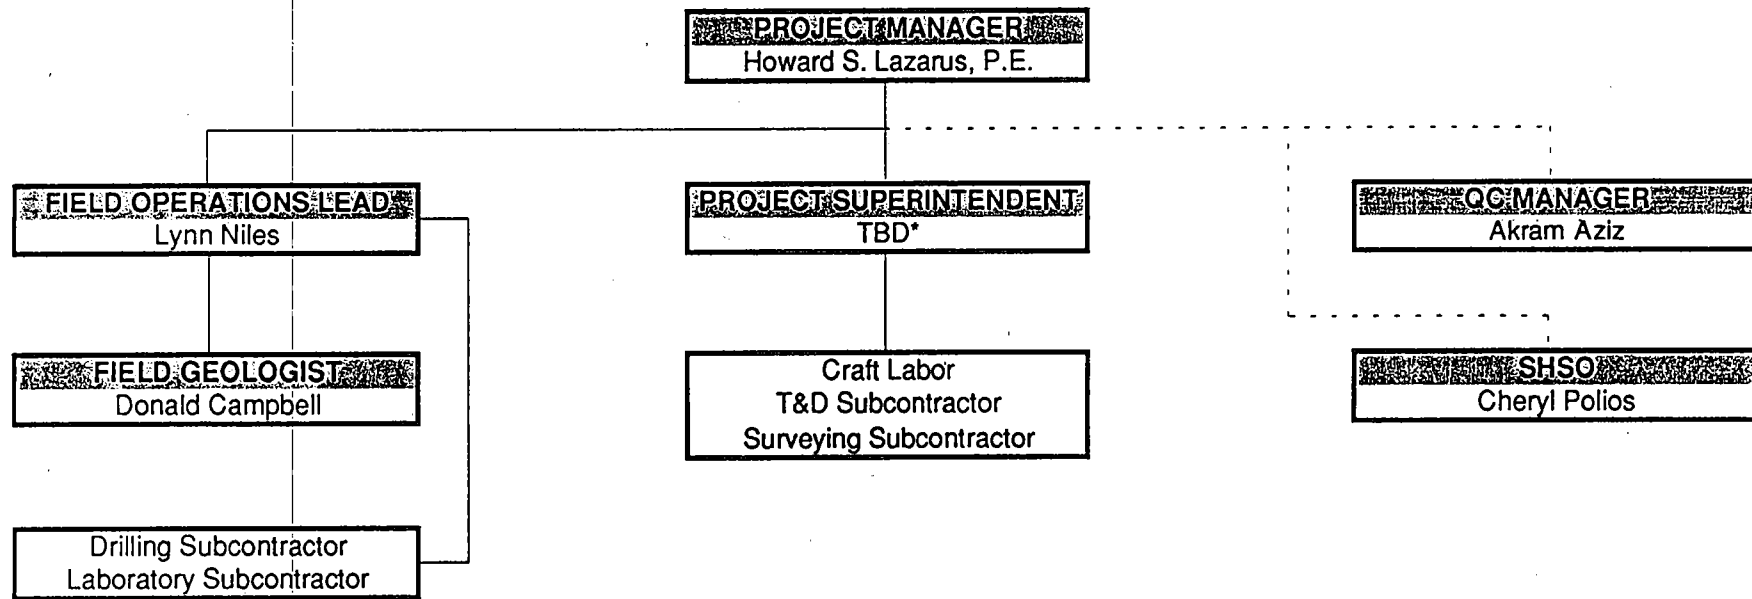 PROJECT MANAGER
Howard S. Lazarus, P.E.
FIELD OPERATIONS LEAD
Lynn Niles
PROJECT SUPERINTENDENT
TBD*
QC MANAGER
Akram Aziz
FIELD GEOLOGIST
Donald Campbell
Craft Labor
T&D Subcontractor
Surveying Subcontractor
SHSO
Cheryl Polios
Drilling Subcontractor
Laboratory Subcontractor